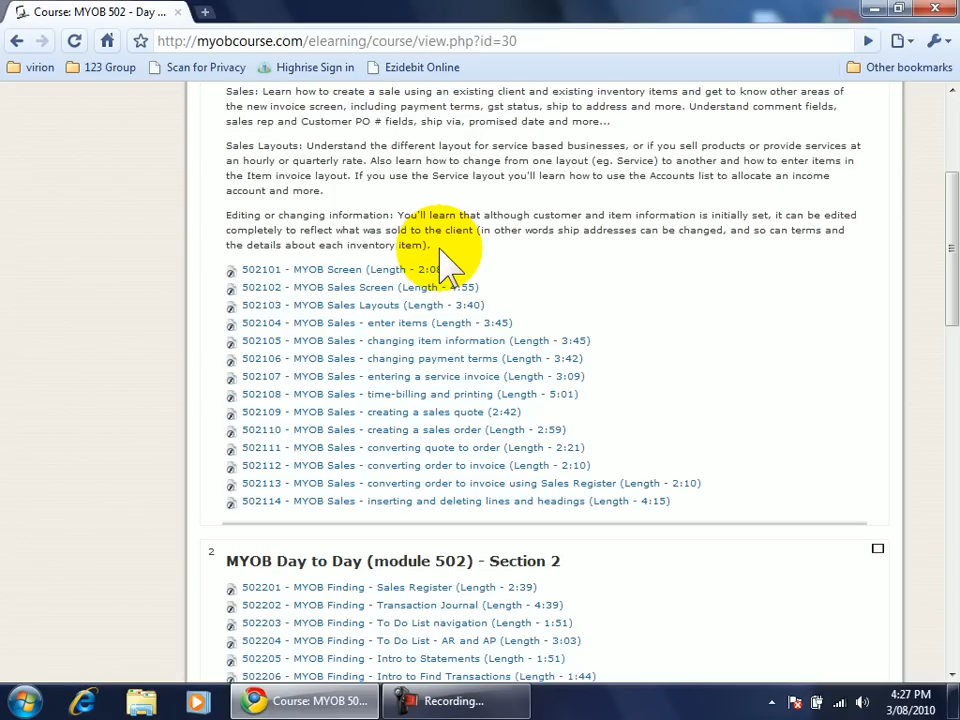 Course: MYOB 502 - Day ...
http://myobcourse.com/elearning/course/view.php?id=30
virion
123 Group
Scan for Privacy
Highrise Sign in
Ezidebit Online
Other bookmarks
Sales: Learn how to create a sale using an existing client and existing inventory items and get to know other areas of
the new invoice screen, including payment terms, gst status, ship to address and more. Understand comment fields,
sales rep and Customer PO # fields, ship via, promised date and more...
Sales Layouts: Understand the different layout for service based businesses, or if you sell products or provide services at
an hourly or quarterly rate. Also learn how to change from one layout (eg. Service) to another and how to enter items in
the Item invoice layout. If you use the Service layout you'll learn how to use the Accounts list to allocate an income
account and more.
Editing or changing information: You'll learn that although customer and item information is initially set, it can be edited
completely to reflect what was sold to the client (in other words ship addresses can be changed, and so can terms and
the details about each inventory item).
502101 - MYOB Screen (Length - 2:08
502102 - MYOB Sales Screen (Length - 4:55)
502103 - MYOB Sales Layouts (Length - 3:40)
502104 - MYOB Sales - enter items (Length - 3:45)
502105 - MYOB Sales - changing item information (Length - 3:45)
502106 - MYOB Sales - changing payment terms (Length - 3:42)
502107 - MYOB Sales - entering a service invoice (Length - 3:09)
502108 - MYOB Sales - time-billing and printing (Length - 5:01)
502109 - MYOB Sales - creating a sales quote (2:42)
502110 - MYOB Sales - creating a sales order (Length - 2:59)
502111 - MYOB Sales - converting quote to order (Length - 2:21)
502112 - MYOB Sales - converting order to invoice (Length - 2:10)
502113 - MYOB Sales - converting order to invoice using Sales Register (Length - 2:10)
502114 - MYOB Sales - inserting and deleting lines and headings (Length - 4:15)
2
MYOB Day to Day (module 502) - Section 2
502201 - MYOB Finding - Sales Register (Length - 2:39)
502202 - MYOB Finding - Transaction Journal (Length - 4:39)
502203 - MYOB Finding - To Do List navigation (Length - 1:51)
502204 - MYOB Finding - To Do List - AR and AP (Length - 3:03)
502205 - MYOB Finding - Intro to Statements (Length - 1:51)
502206 - MYOB Finding - Intro to Find Transactions (Length - 1:44)
Course: MYOB 50...
Recording...
4:27 PM
3/08/2010